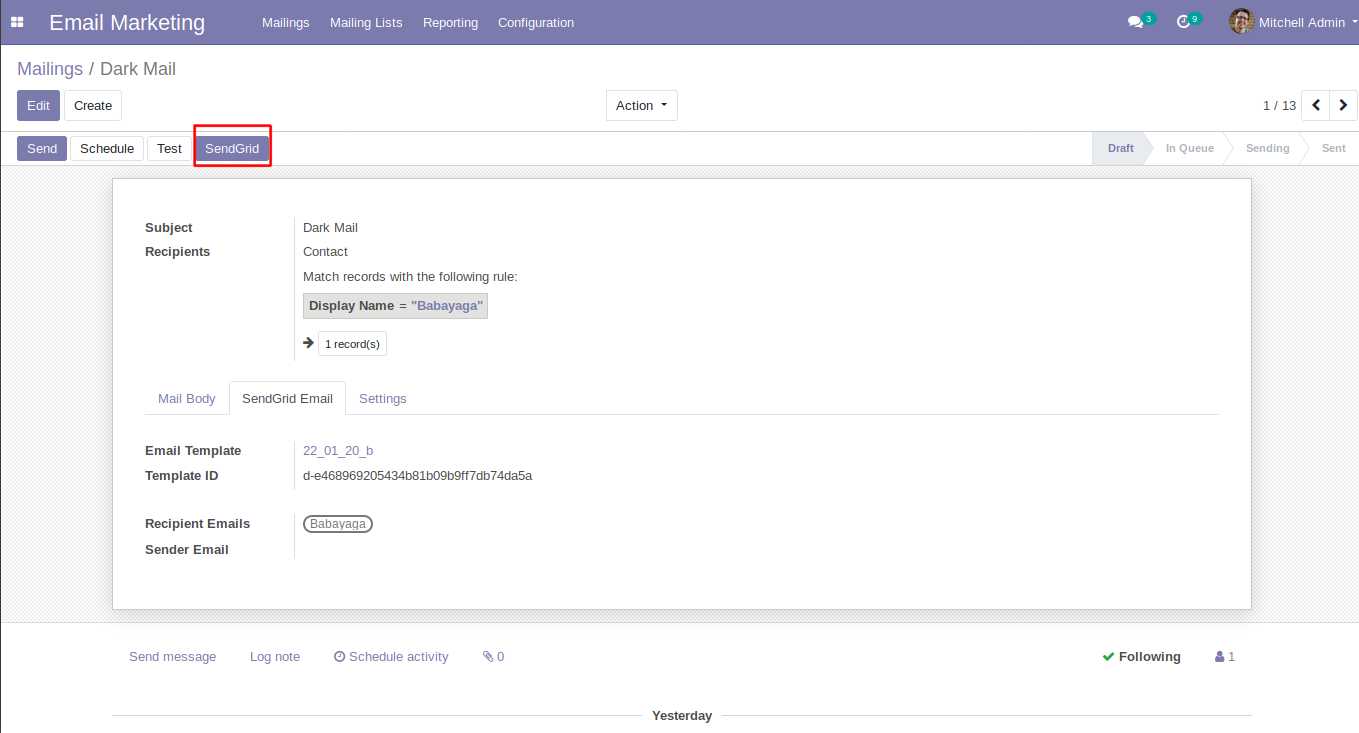 Email Marketing Mailings Mailing Lists Reporting Configuration 3 9 Mitchell Admin
Mailings / Dark Mail
Edit Create Action 1 / 13
Send Schedule Test SendGrid Draft In Queue Sending Sent
Subject Dark Mail
Recipients Contact
Match records with the following rule:
Display Name = "Babayaga"
1 record(s)
Mail Body SendGrid Email Settings
Email Template 22_01_20_b
Template ID d-e468969205434b81b09b9ff7db74da5a
Recipient Emails Babayaga
Sender Email
Send message Log note Schedule activity 0 Following 1
Yesterday